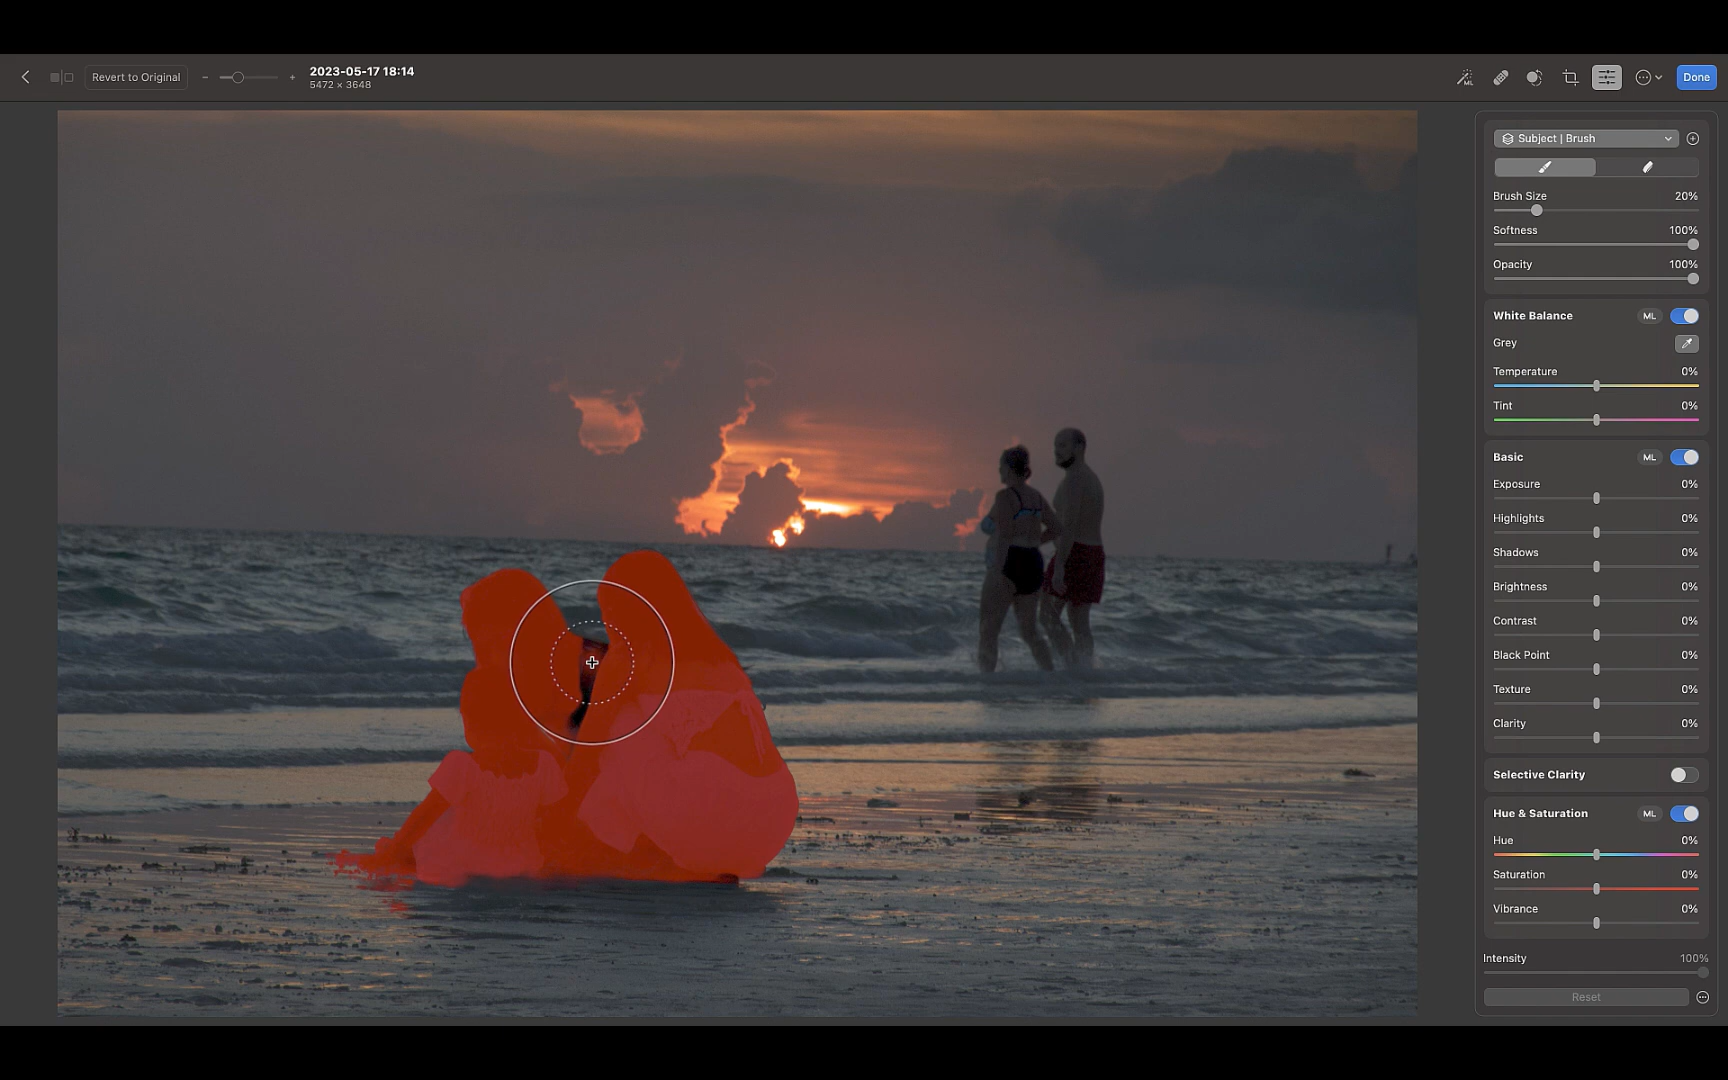 Revert to Original
2023-05-17 18:14
5472 × 3648
ML
Done
Subject | Brush
Brush Size 20%
Softness 100%
Opacity 100%
White Balance ML
Grey
Temperature 0%
Tint 0%
Basic ML
Exposure 0%
Highlights 0%
Shadows 0%
Brightness 0%
Contrast 0%
Black Point 0%
Texture 0%
Clarity 0%
Selective Clarity
Hue & Saturation ML
Hue 0%
Saturation 0%
Vibrance 0%
Intensity 100%
Reset